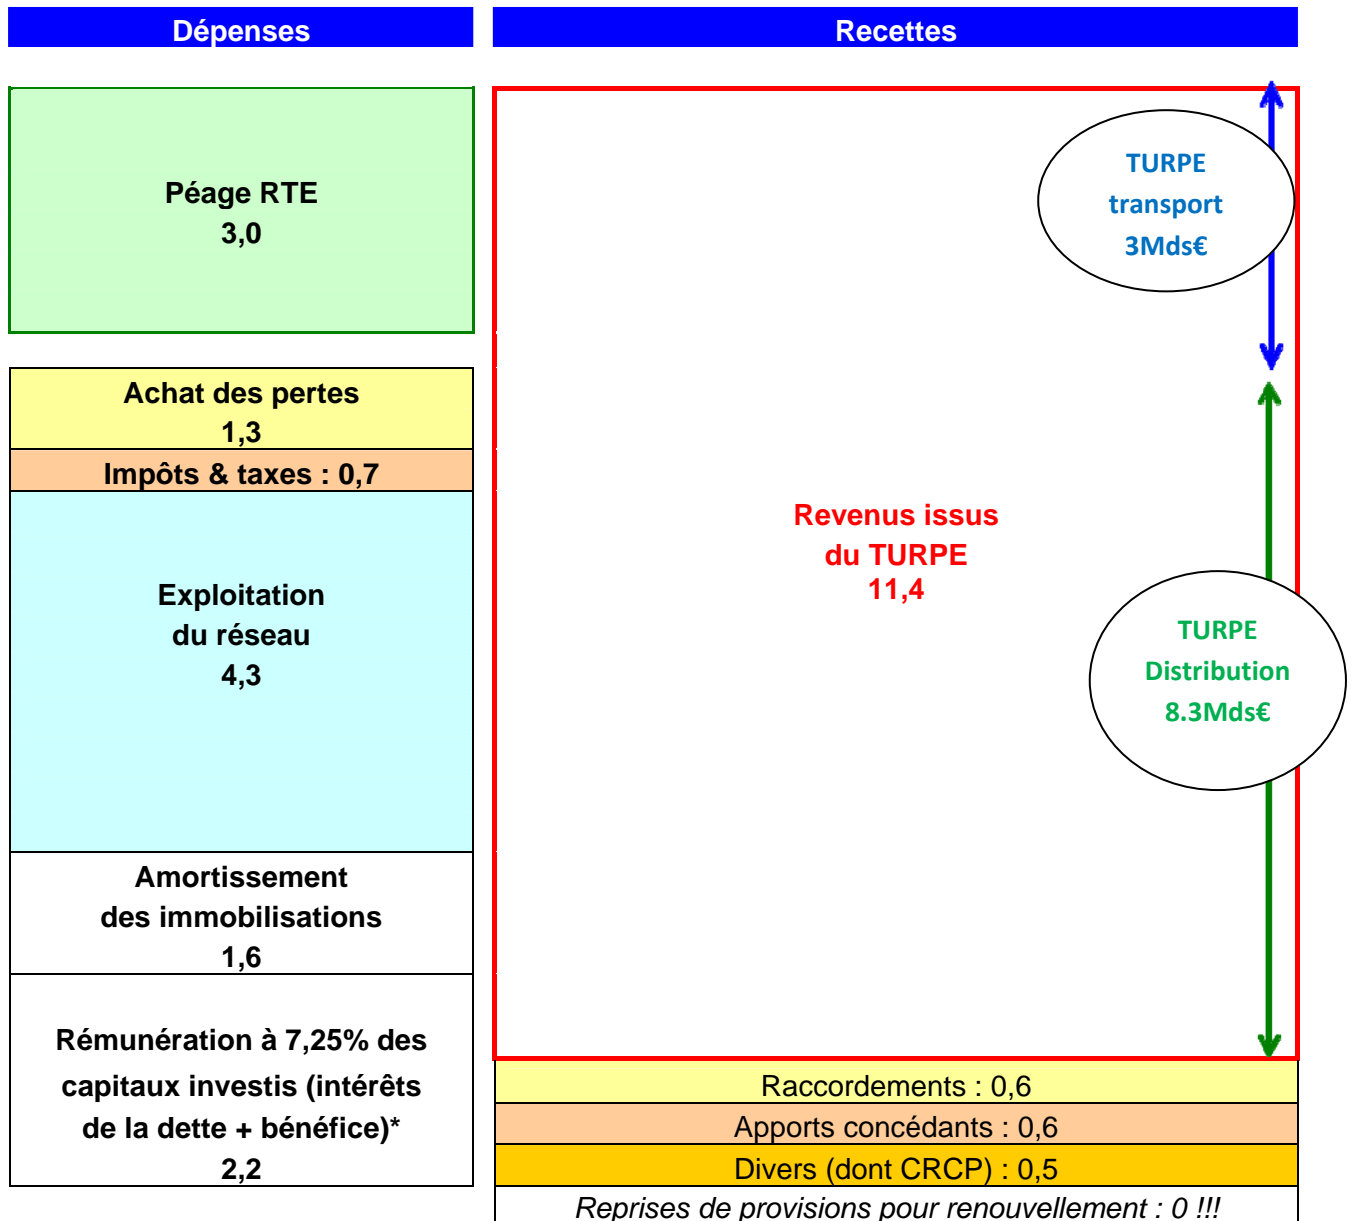 Dépenses
Péage RTE
3,0
Achat des pertes
1,3
Impôts & taxes : 0,7
Exploitation
du réseau
4,3
Amortissement
des immobilisations
1,6
Rémunération à 7,25% des
capitaux investis (intérêts
de la dette + bénéfice)*
2,2
Recettes
TURPE
transport
3Mds€
Revenus issus
du TURPE
11,4
TURPE
Distribution
8.3Mds€
Raccordements : 0,6
Apports concédants : 0,6
Divers (dont CRCP) : 0,5
Reprises de provisions pour renouvellement : 0 !!!